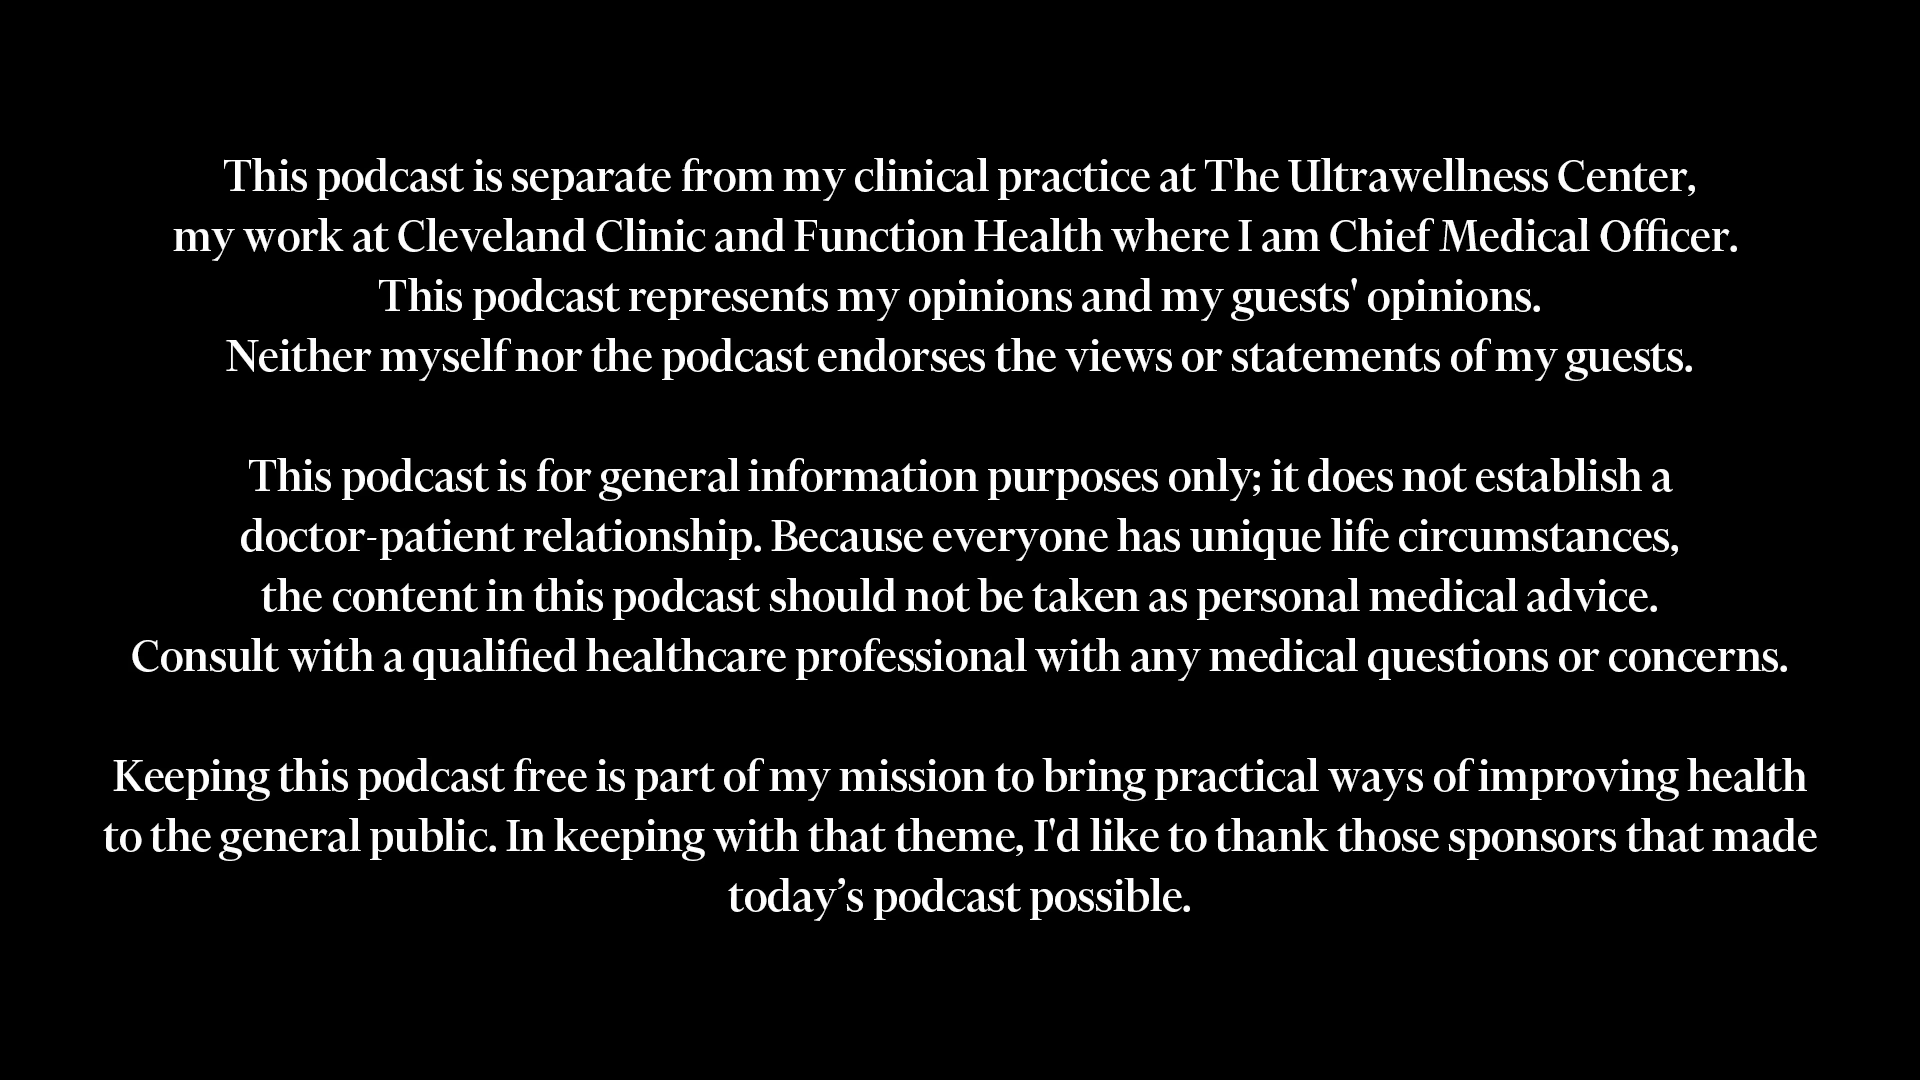 This podcast is separate from my clinical practice at The Ultrawellness Center,
my work at Cleveland Clinic and Function Health where I am Chief Medical Officer.
This podcast represents my opinions and my guests' opinions.
Neither myself nor the podcast endorses the views or statements of my guests.
This podcast is for general information purposes only; it does not establish a
doctor-patient relationship. Because everyone has unique life circumstances,
the content in this podcast should not be taken as personal medical advice.
Consult with a qualified healthcare professional with any medical questions or concerns.
Keeping this podcast free is part of my mission to bring practical ways of improving health
to the general public. In keeping with that theme, I'd like to thank those sponsors that made
today’s podcast possible.